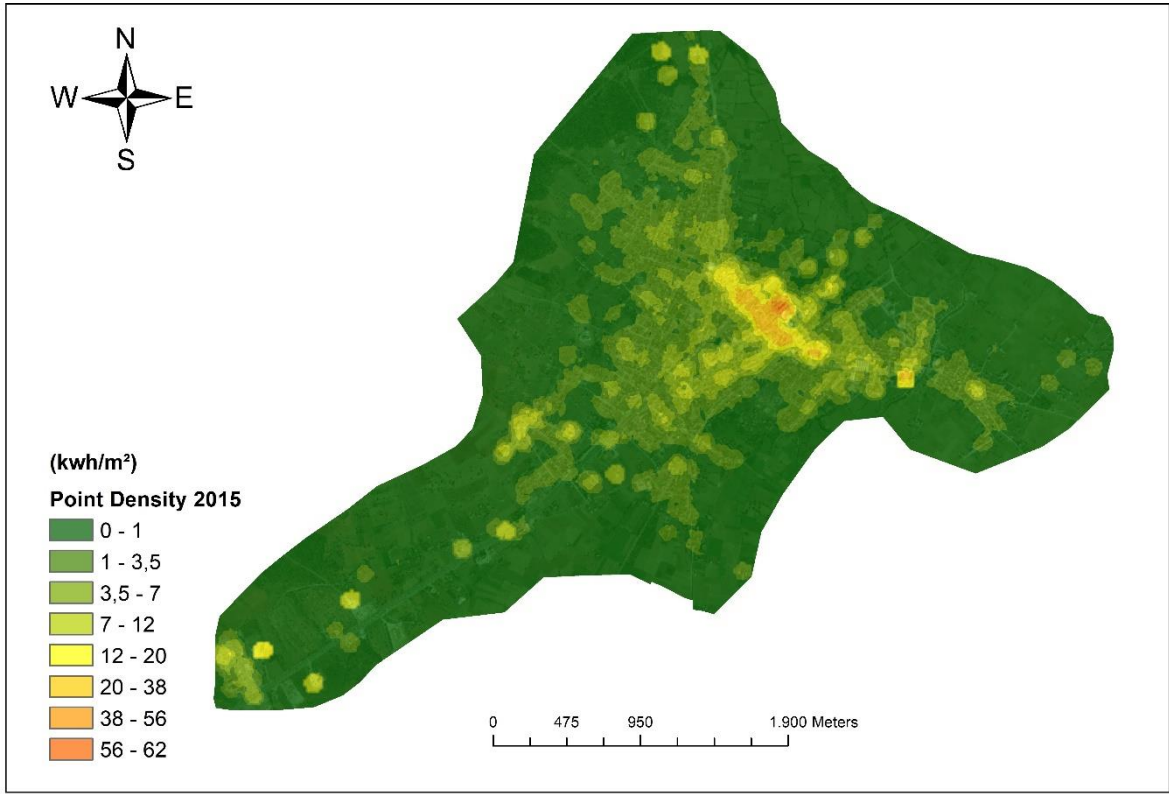 N
W E
S
(kwh/m²)
Point Density 2015
0 - 1
1 - 3,5
3,5 - 7
7 - 12
12 - 20
20 - 38
38 - 56
56 - 62
0 475 950 1.900 Meters